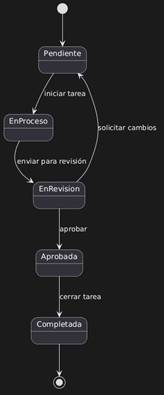 Pendiente
iniciar tarea
EnProceso
solicitar cambios
enviar para revisión
EnRevision
aprobar
Aprobada
cerrar tarea
Completada